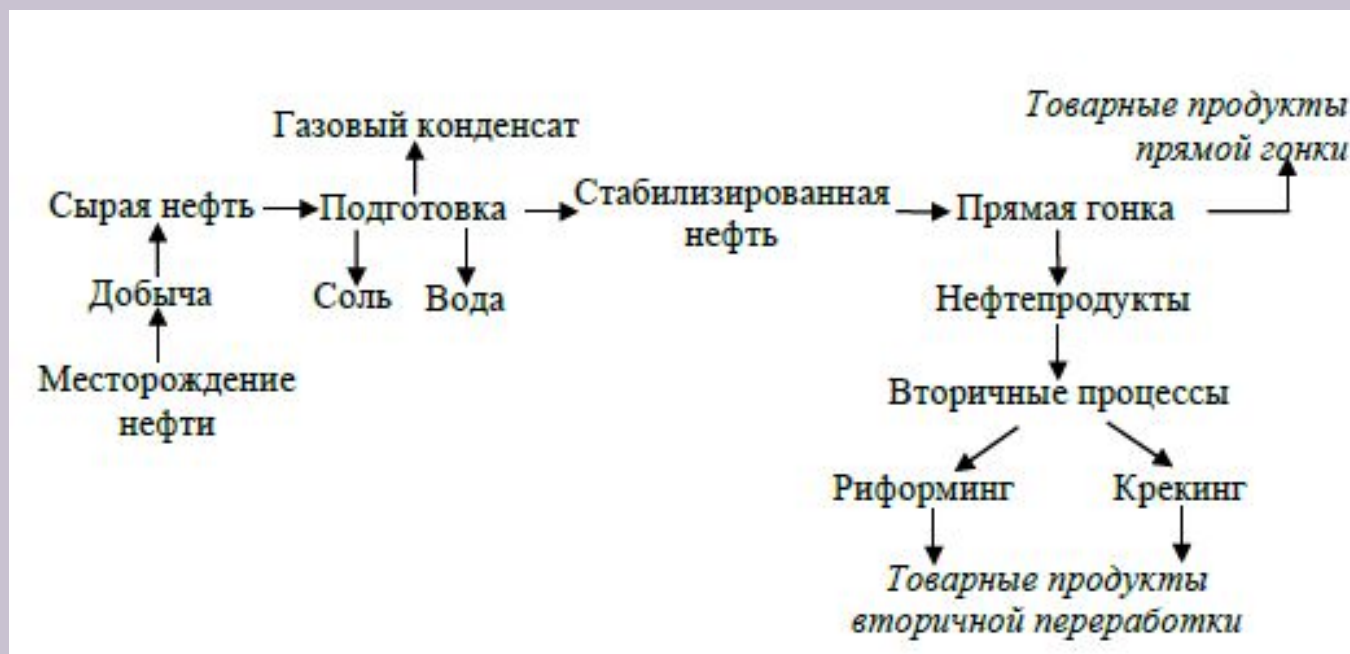 Товарные продукты
прямой гонки
Газовый конденсат
Сырая нефть
Подготовка
Стабилизированная
нефть
Прямая гонка
Добыча
Соль
Вода
Нефтепродукты
Месторождение
нефти
Вторичные процессы
Риформинг
Крекинг
Товарные продукты
вторичной переработки